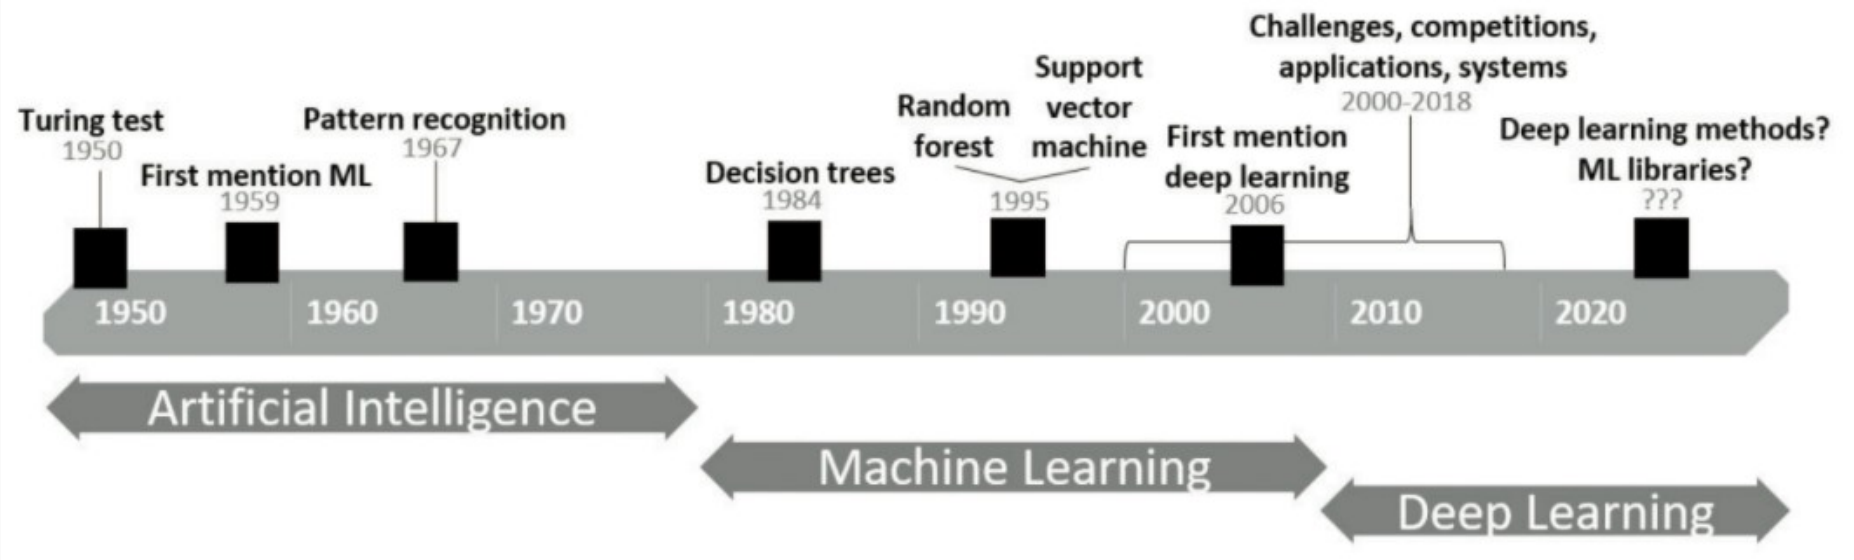 Turing test
1950
First mention ML
1959
Pattern recognition
1967
Decision trees
1984
Random
forest
Support
vector
machine
1995
First mention
deep learning
2006
Challenges, competitions,
applications, systems
2000-2018
Deep learning methods?
ML libraries?
???
1950 1960 1970 1980 1990 2000 2010 2020
Artificial Intelligence
Machine Learning
Deep Learning